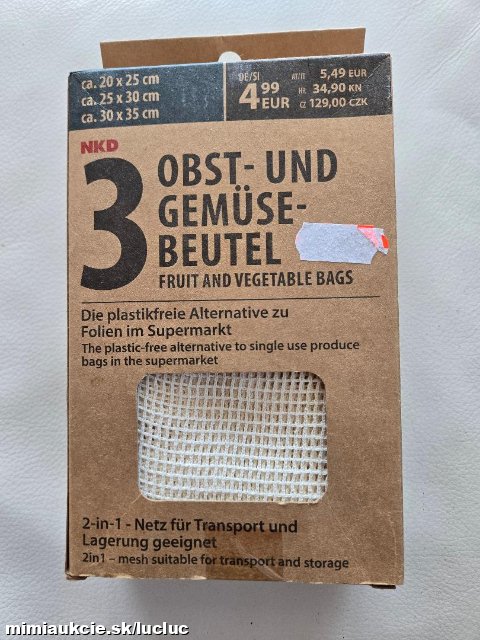 ca. 20 x 25 cm
ca. 25 x 30 cm
ca. 30 x 35 cm
DE/SI
4 99
EUR
AT/IT 5,49 EUR
HR 34,90 KN
CZ 129,00 CZK
NKD
3
OBST- UND
GEMÜSE-
BEUTEL
FRUIT AND VEGETABLE BAGS
Die plastikfreie Alternative zu
Folien im Supermarkt
The plastic-free alternative to single use produce
bags in the supermarket
2-in-1 - Netz für Transport und
Lagerung geeignet
2in1 – mesh suitable for transport and storage
mimiaukcie.sk/lucluc